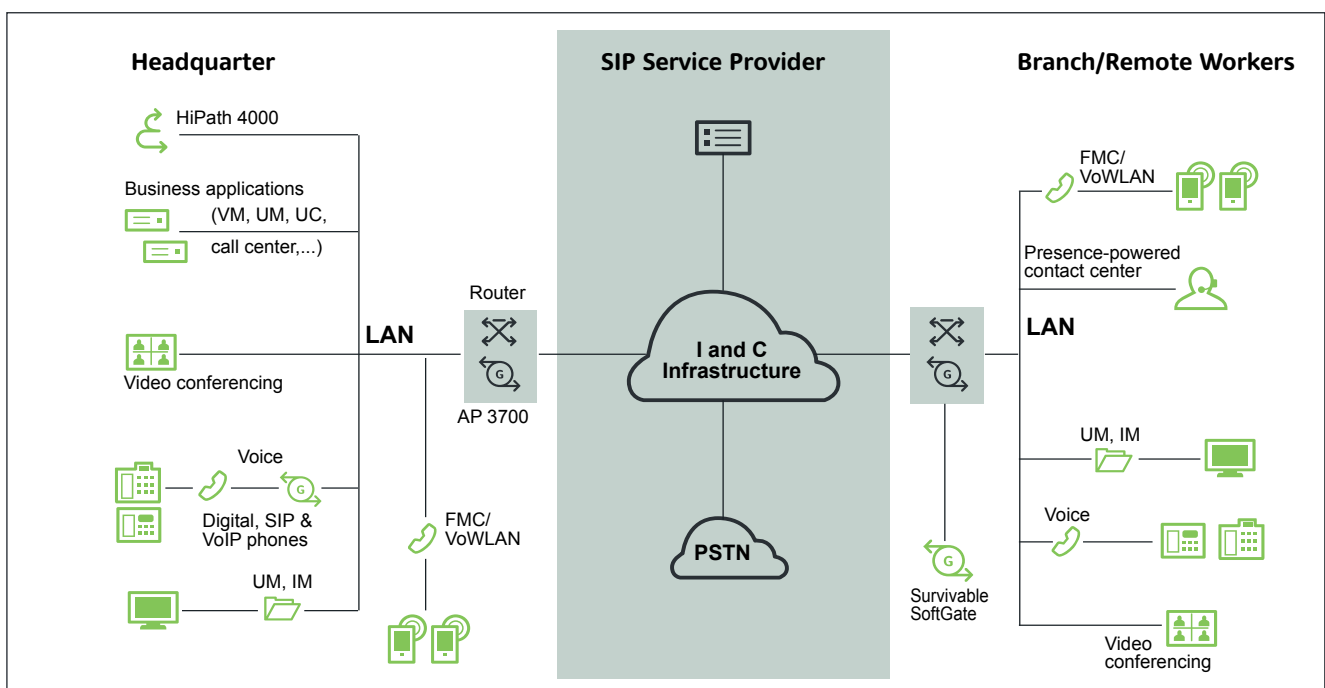 Headquarter
HiPath 4000
Business applications
(VM, UM, UC,
call center,...)
Video conferencing
LAN
Router
G
AP 3700
Voice
G
Digital, SIP &
VoIP phones
UM, IM
FMC/
VoWLAN
SIP Service Provider
I and C
Infrastructure
PSTN
Branch/Remote Workers
FMC/
VoWLAN
Presence-powered
contact center
LAN
G
UM, IM
Voice
G
Survivable
SoftGate
Video
conferencing